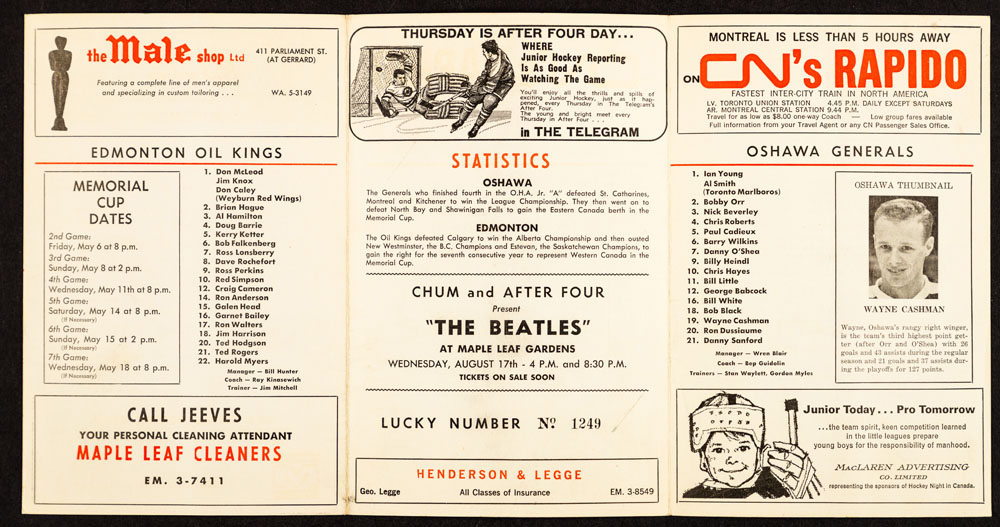 the Male shop Ltd
411 PARLIAMENT ST.
(AT GERRARD)
Featuring a complete line of men's apparel
and specializing in custom tailoring . . .
WA. 5-3149
EDMONTON OIL KINGS
MEMORIAL
CUP
DATES
2nd Game:
Friday, May 6 at 8 p.m.
3rd Game:
Sunday, May 8 at 2 p.m.
4th Game:
Wednesday, May 11th at 8 p.m.
5th Game:
Saturday, May 14 at 8 p.m.
(If Necessary)
6th Game:
Sunday, May 15 at 2 p.m.
(If Necessary)
7th Game:
Wednesday, May 18 at 8 p.m.
(If Necessary)
1. Don McLeod
Jim Knox
Don Caley
(Weyburn Red Wings)
2. Brian Hague
3. Al Hamilton
4. Doug Barrie
5. Kerry Ketter
6. Bob Falkenberg
7. Ross Lonsberry
8. Dave Rochefort
9. Ross Perkins
10. Red Simpson
12. Craig Cameron
14. Ron Anderson
15. Galen Head
16. Garnet Bailey
17. Ron Walters
18. Jim Harrison
20. Ted Hodgson
21. Ted Rogers
22. Harold Myers
Manager — Bill Hunter
Coach — Ray Kinasewich
Trainer — Jim Mitchell
CALL JEEVES
YOUR PERSONAL CLEANING ATTENDANT
MAPLE LEAF CLEANERS
EM. 3-7411
THURSDAY IS AFTER FOUR DAY...
WHERE
Junior Hockey Reporting
Is As Good As
Watching The Game
You'll enjoy all the thrills and spills of
exciting Junior Hockey, just as it hap-
pened, every Thursday in The Telegram's
After Four.
The young and bright meet every
Thursday in After Four . . .
in THE TELEGRAM
STATISTICS
OSHAWA
The Generals who finished fourth in the O.H.A. Jr. "A" defeated St. Catharines,
Montreal and Kitchener to win the League Championship. They then went on to
defeat North Bay and Shawinigan Falls to gain the Eastern Canada berth in the
Memorial Cup.
EDMONTON
The Oil Kings defeated Calgary to win the Alberta Championship and then ousted
New Westminster, the B.C. Champions and Estevan, the Saskatchewan Champions, to
gain the right for the seventh consecutive year to represent Western Canada in the
Memorial Cup.
CHUM and AFTER FOUR
Present
"THE BEATLES"
AT MAPLE LEAF GARDENS
WEDNESDAY, AUGUST 17th - 4 P.M. and 8:30 P.M.
TICKETS ON SALE SOON
LUCKY NUMBER Nº 1249
HENDERSON & LEGGE
Geo. Legge All Classes of Insurance EM. 3-8549
MONTREAL IS LESS THAN 5 HOURS AWAY
ON CN's RAPIDO
FASTEST INTER-CITY TRAIN IN NORTH AMERICA
LV. TORONTO UNION STATION 4.45 P.M. DAILY EXCEPT SATURDAYS
AR. MONTREAL CENTRAL STATION 9.44 P.M.
Travel for as low as $8.00 one-way Coach — Low group fares available
Full information from your Travel Agent or any CN Passenger Sales Office.
OSHAWA GENERALS
1. Ian Young
Al Smith
(Toronto Marlboros)
2. Bobby Orr
3. Nick Beverley
4. Chris Roberts
5. Paul Cadieux
6. Barry Wilkins
7. Danny O'Shea
9. Billy Heindl
10. Chris Hayes
11. Bill Little
12. George Babcock
16. Bill White
18. Bob Black
19. Wayne Cashman
20. Ron Dussiaume
21. Danny Sanford
Manager — Wren Blair
Coach — Bep Guidolin
Trainers — Stan Waylett, Gordon Myles
OSHAWA THUMBNAIL
WAYNE CASHMAN
Wayne, Oshawa's rangy right winger,
is the team's third highest point get-
ter (after Orr and O'Shea) with 26
goals and 43 assists during the regular
season and 21 goals and 37 assists dur-
ing the playoffs for 127 points.
Junior Today . . . Pro Tomorrow
...the team spirit, keen competition learned
in the little leagues prepare
young boys for the responsibility of manhood.
MACLAREN ADVERTISING
CO. LIMITED
representing the sponsors of Hockey Night in Canada.